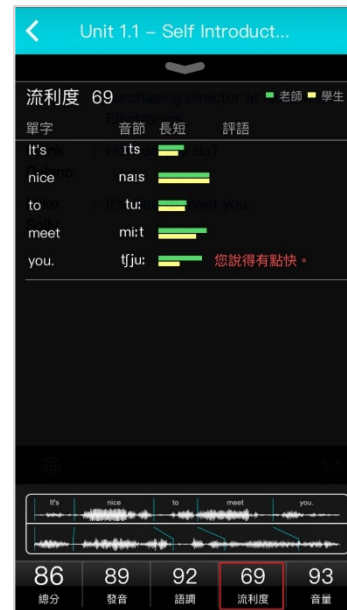 Unit 1.1 – Self Introduct...
流利度 69
老師 學生
單字 音節 長短 評語
It's ɪts
nice naɪs
to tuː
meet miːt
you. tʃjuː 您說得有點快。
It's nice to meet you.
86 89 92 69 93
總分 發音 語調 流利度 音量